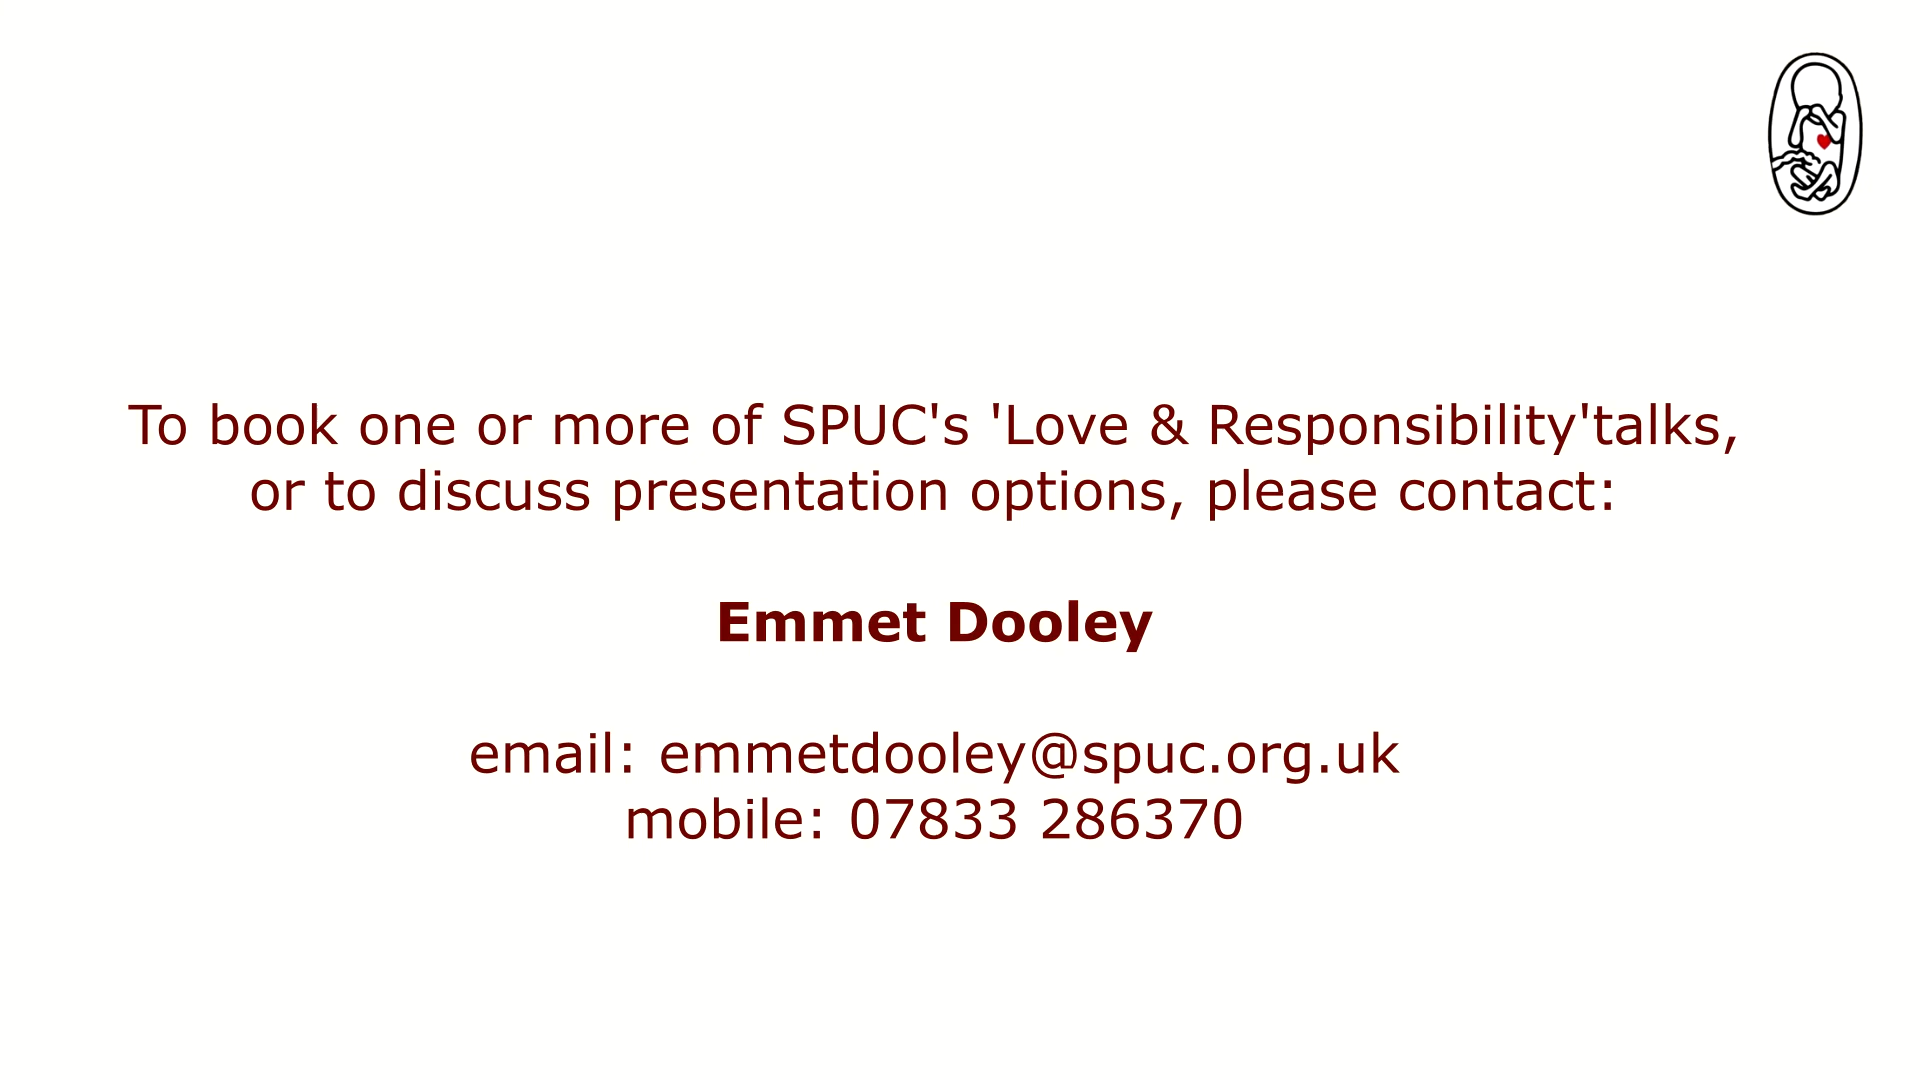 To book one or more of SPUC's 'Love & Responsibility'talks,
or to discuss presentation options, please contact:
Emmet Dooley
email: emmetdooley@spuc.org.uk
mobile: 07833 286370